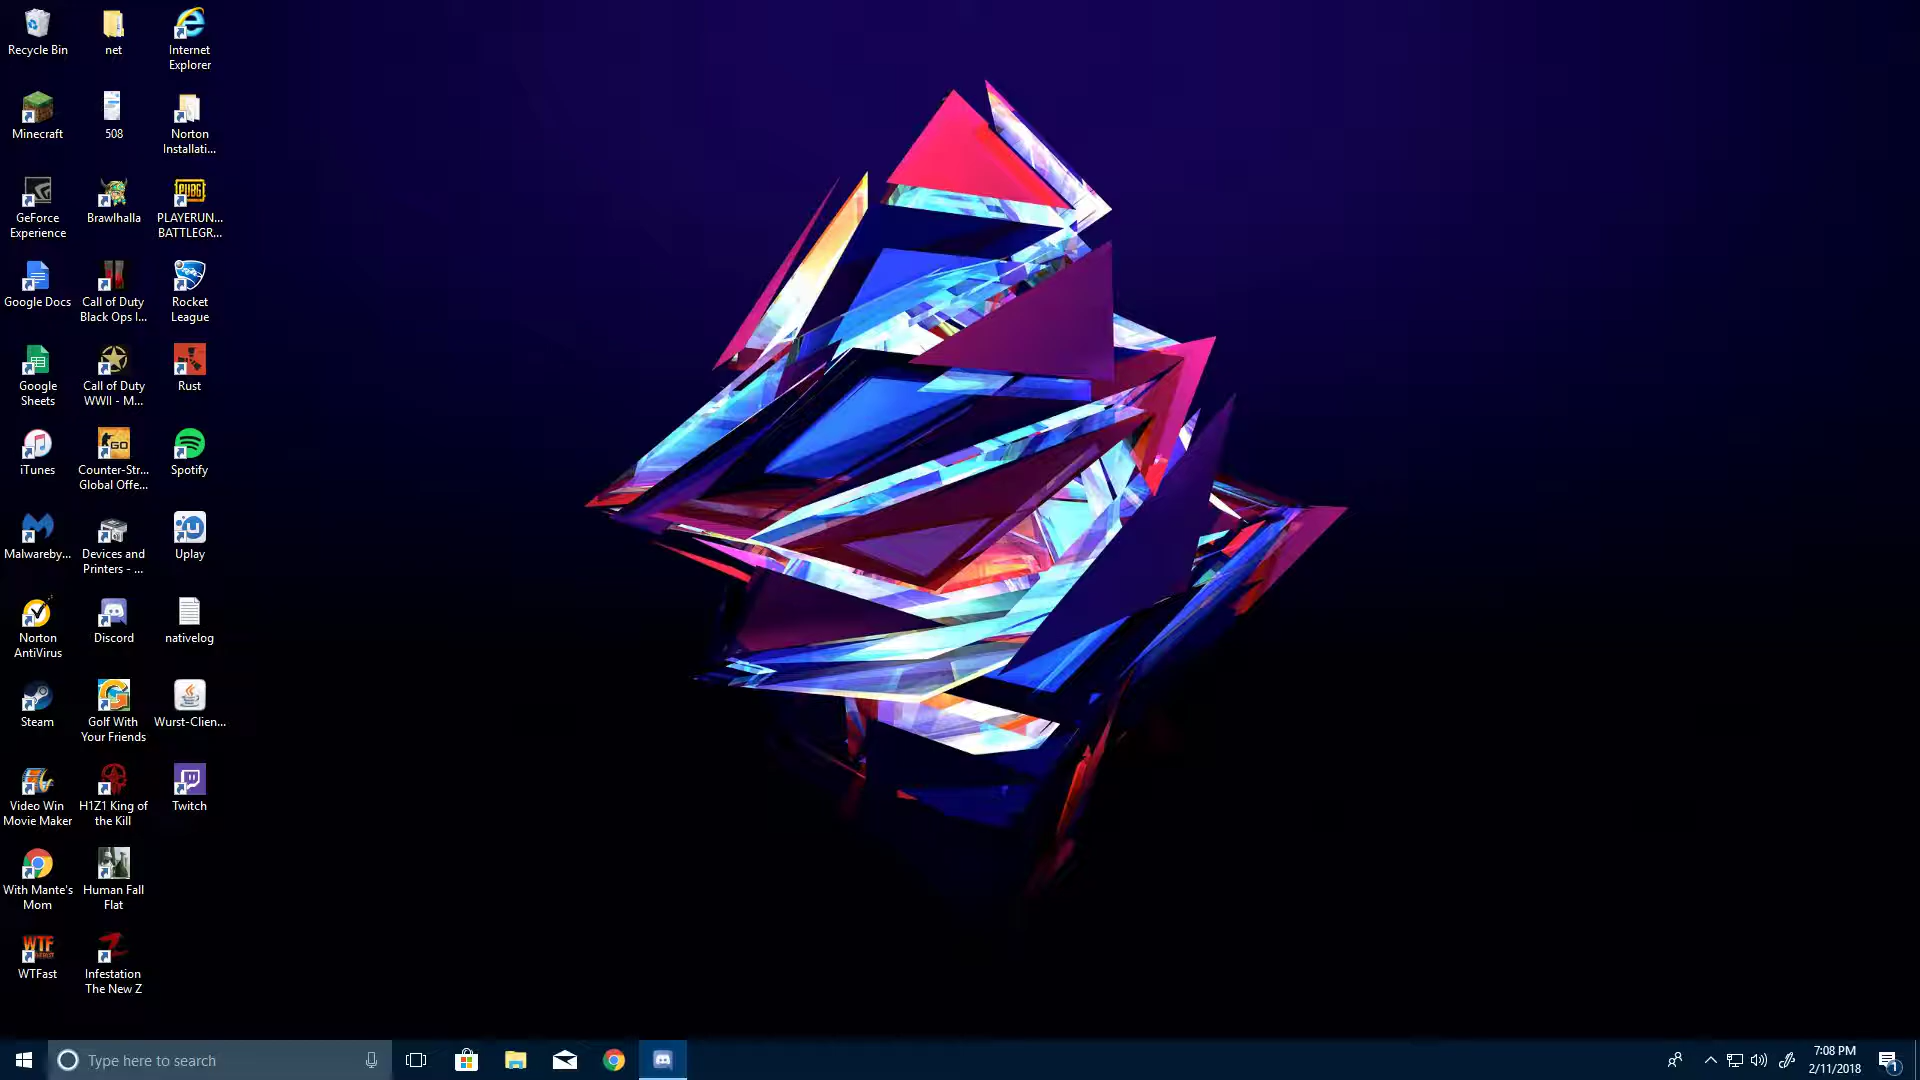 Recycle Bin
net
Internet
Explorer
Minecraft
508
Norton
Installati...
GeForce
Experience
Brawlhalla
PUBG
PLAYERUN...
BATTLEGR...
Google Docs
Call of Duty
Black Ops I...
Rocket
League
Google
Sheets
Call of Duty
WWII - M...
Rust
iTunes
GO
Counter-Str...
Global Offe...
Spotify
Malwareby...
Devices and
Printers - ...
Uplay
Norton
AntiVirus
Discord
nativelog
Steam
Golf With
Your Friends
Wurst-Clien...
Video Win
Movie Maker
H1Z1 King of
the Kill
Twitch
With Mante's
Mom
Human Fall
Flat
WTF
WTFast
Infestation
The New Z
Type here to search
7:08 PM
2/11/2018
1